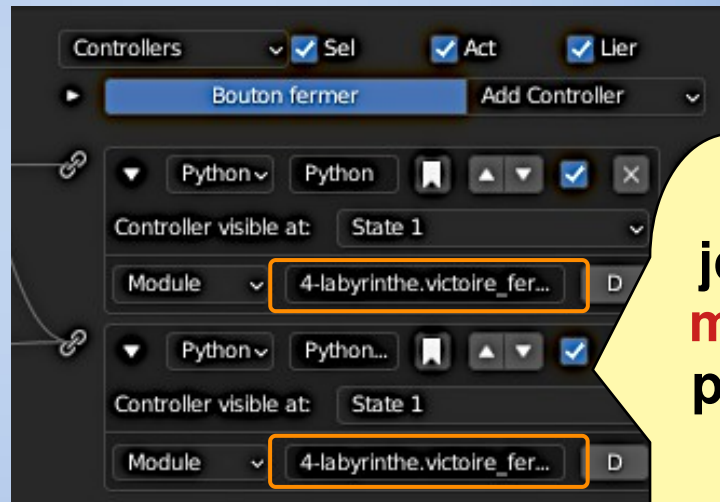 Controllers Sel Act Lier
Bouton fermer Add Controller
Python Python
Controller visible at: State 1
Module 4-labyrinthe.victoire_fer... D
Python Python...
Controller visible at: State 1
Module 4-labyrinthe.victoire_fer... D